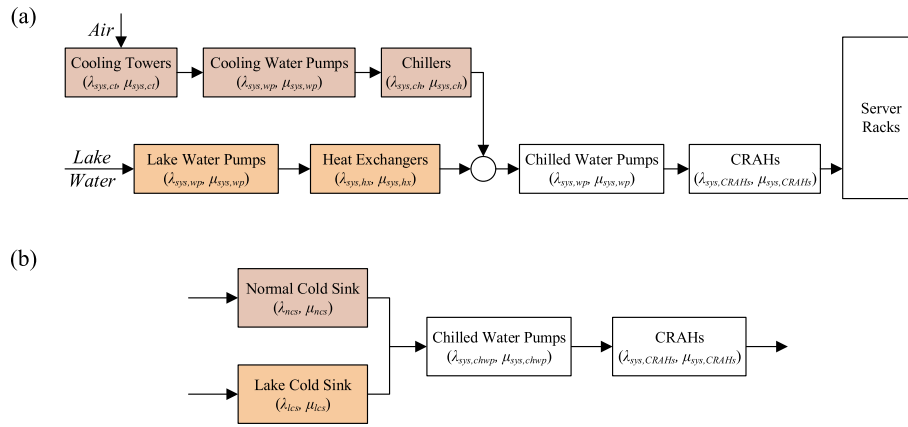 (a)
Air
Cooling Towers
(λsys,ct, μsys,ct)
Cooling Water Pumps
(λsys,wp, μsys,wp)
Chillers
(λsys,ch, μsys,ch)
Server
Racks
Lake
Water
Lake Water Pumps
(λsys,wp, μsys,wp)
Heat Exchangers
(λsys,hx, μsys,hx)
Chilled Water Pumps
(λsys,wp, μsys,wp)
CRAHs
(λsys,CRAHs, μsys,CRAHs)
(b)
Normal Cold Sink
(λncs, μncs)
Chilled Water Pumps
(λsys,chwp, μsys,chwp)
CRAHs
(λsys,CRAHs, μsys,CRAHs)
Lake Cold Sink
(λlcs, μlcs)